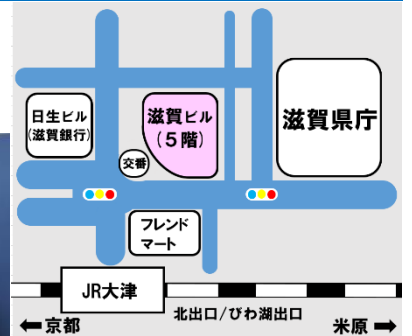 日生ビル
(滋賀銀行)
滋賀ビル
(5階)
滋賀県庁
交番
フレンド
マート
JR大津
北出口/びわ湖出口
←京都
米原→